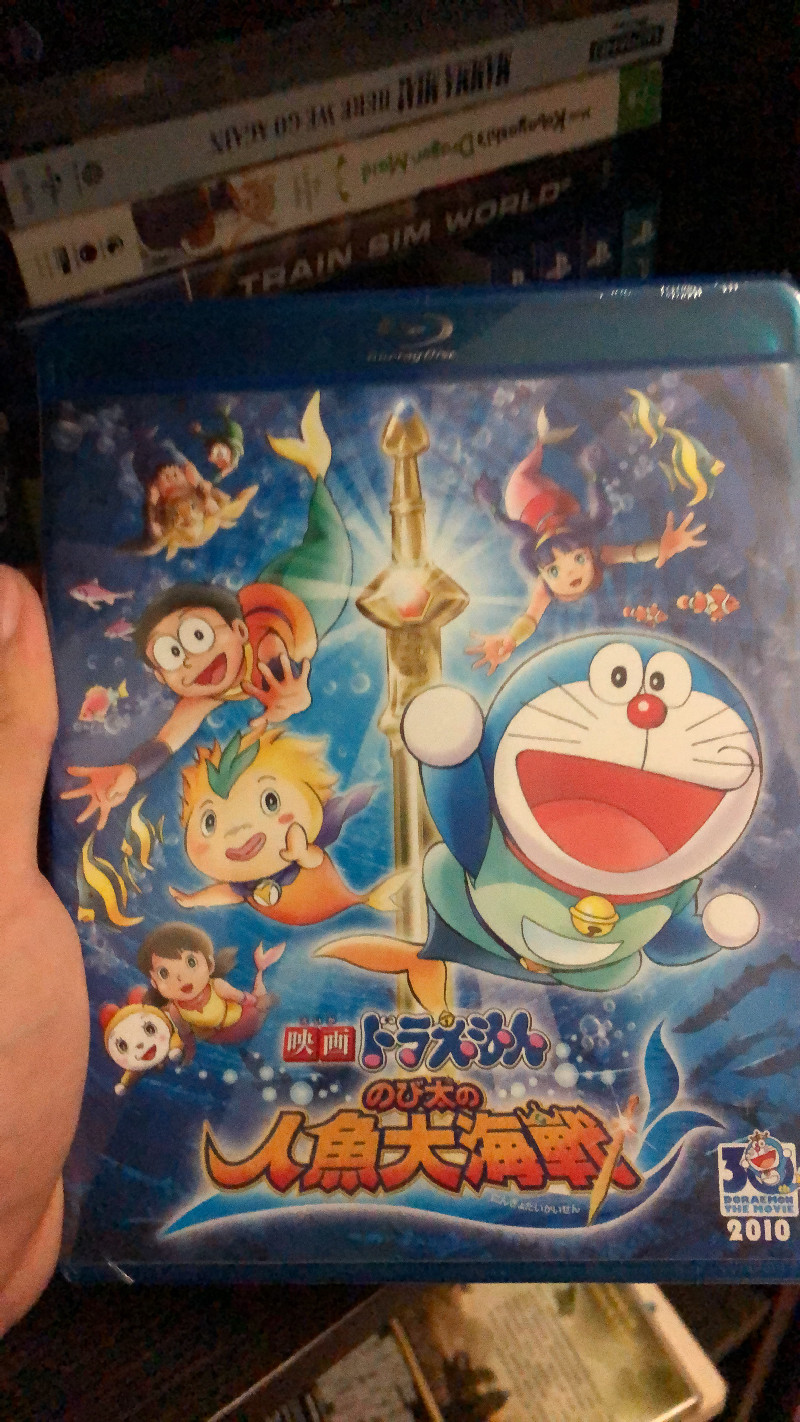 MAMMA MIA! HERE WE GO AGAIN
Miss Kobayashi's Dragon Maid
TRAIN SIM WORLD®
Blu-ray Disc
映画 ドラえもん
のび太の
人魚大海戦
にんぎょだいかいせん
30
DORAEMON
THE MOVIE
2010